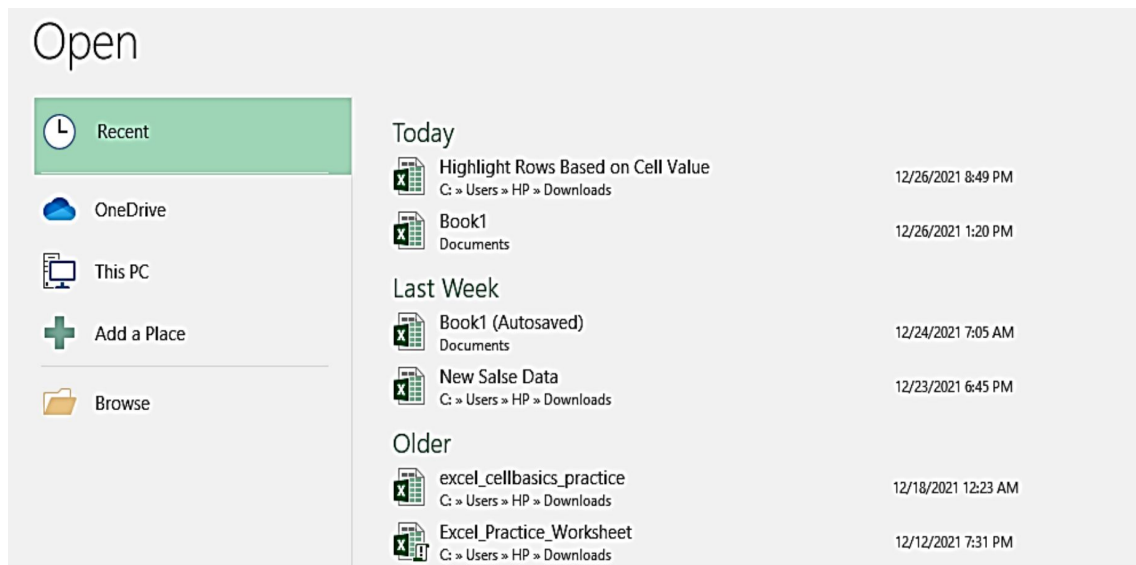 Open
Recent
OneDrive
This PC
Add a Place
Browse
Today
Highlight Rows Based on Cell Value 12/26/2021 8:49 PM
C: » Users » HP » Downloads
Book1 12/26/2021 1:20 PM
Documents
Last Week
Book1 (Autosaved) 12/24/2021 7:05 AM
Documents
New Salse Data 12/23/2021 6:45 PM
C: » Users » HP » Downloads
Older
excel_cellbasics_practice 12/18/2021 12:23 AM
C: » Users » HP » Downloads
Excel_Practice_Worksheet 12/12/2021 7:31 PM
C: » Users » HP » Downloads